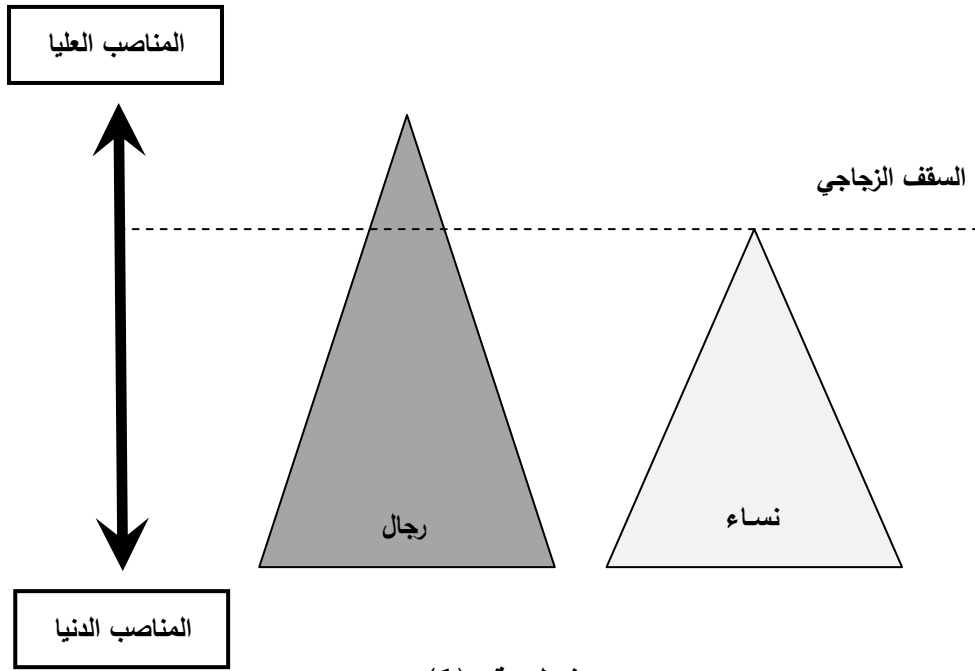 المناصب العليا
السقف الزجاجي
رجال
نساء
المناصب الدنيا